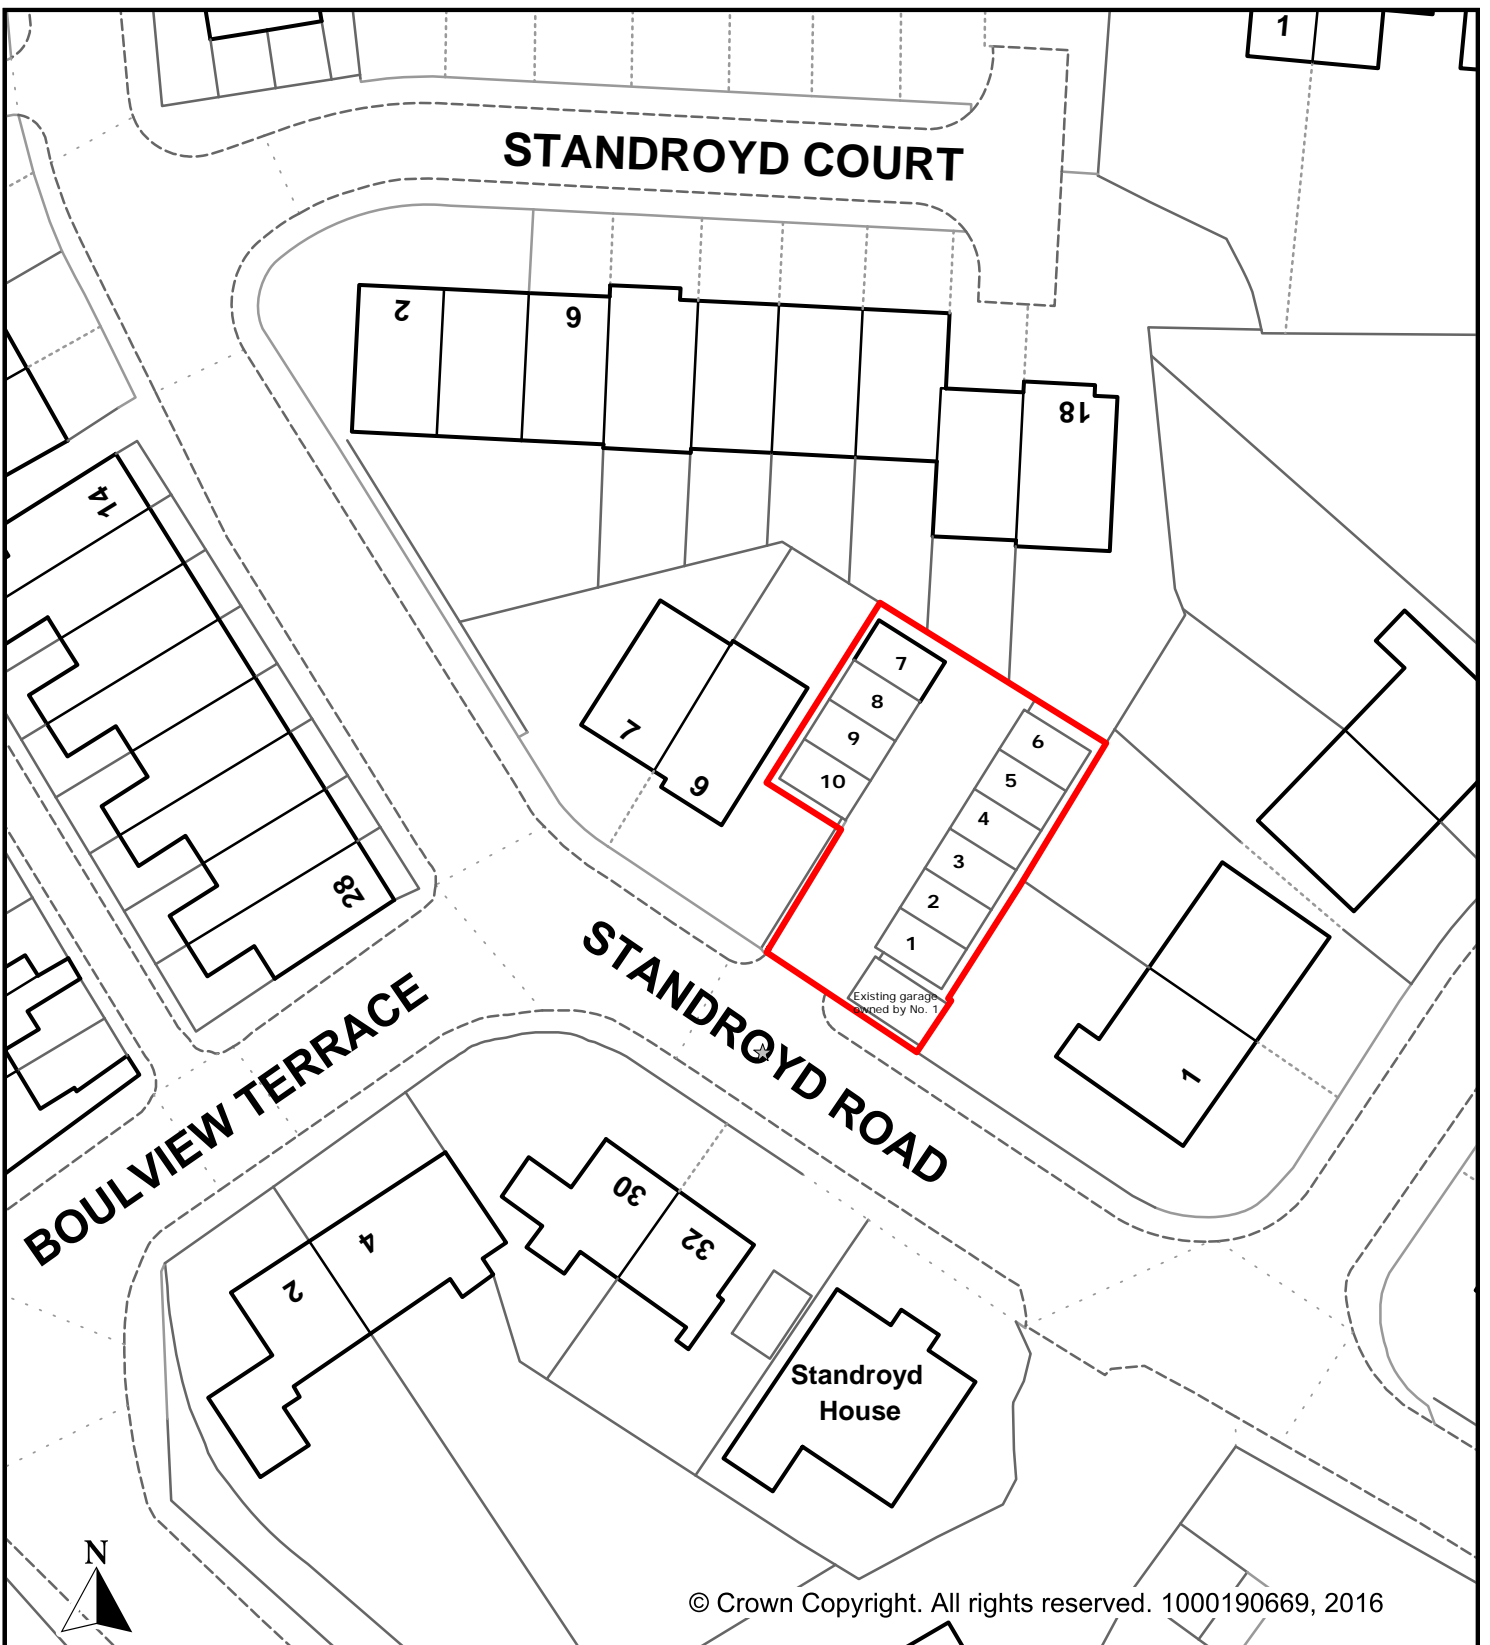 1
STANDROYD COURT
2
6
18
14
7
8
9
10
6
5
4
3
2
1
7
9
28
Existing garage
owned by No. 1
STANDROYD ROAD
BOULVIEW TERRACE
1
30
32
4
2
Standroyd
House
N
© Crown Copyright. All rights reserved. 1000190669, 2016